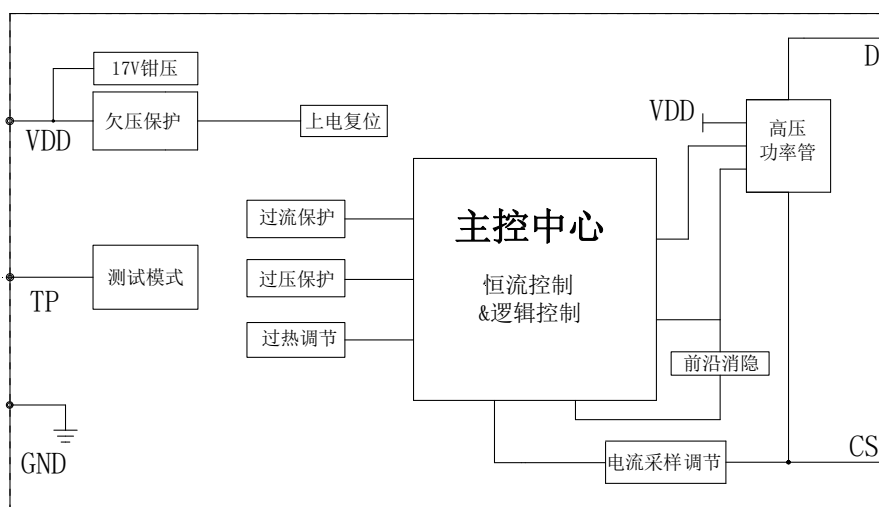 17V钳压
D
VDD
欠压保护
上电复位
VDD
高压
功率管
过流保护
主控中心
测试模式
TP
过压保护
恒流控制
&逻辑控制
过热调节
前沿消隐
GND
电流采样调节
CS